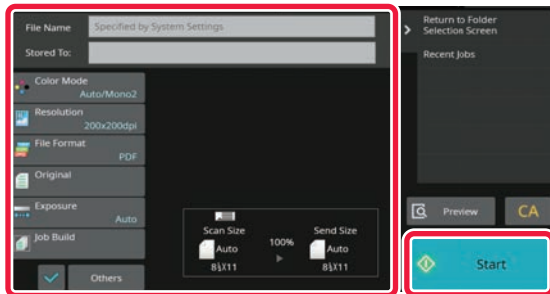 File Name
Specified by System Settings
Stored To:
Color Mode
Auto/Mono2
Resolution
200x200dpi
File Format
PDF
Original
Exposure
Auto
Job Build
Others
Scan Size
Auto
8½X11
100%
Send Size
Auto
8½X11
Return to Folder
Selection Screen
Recent Jobs
Preview
CA
Start